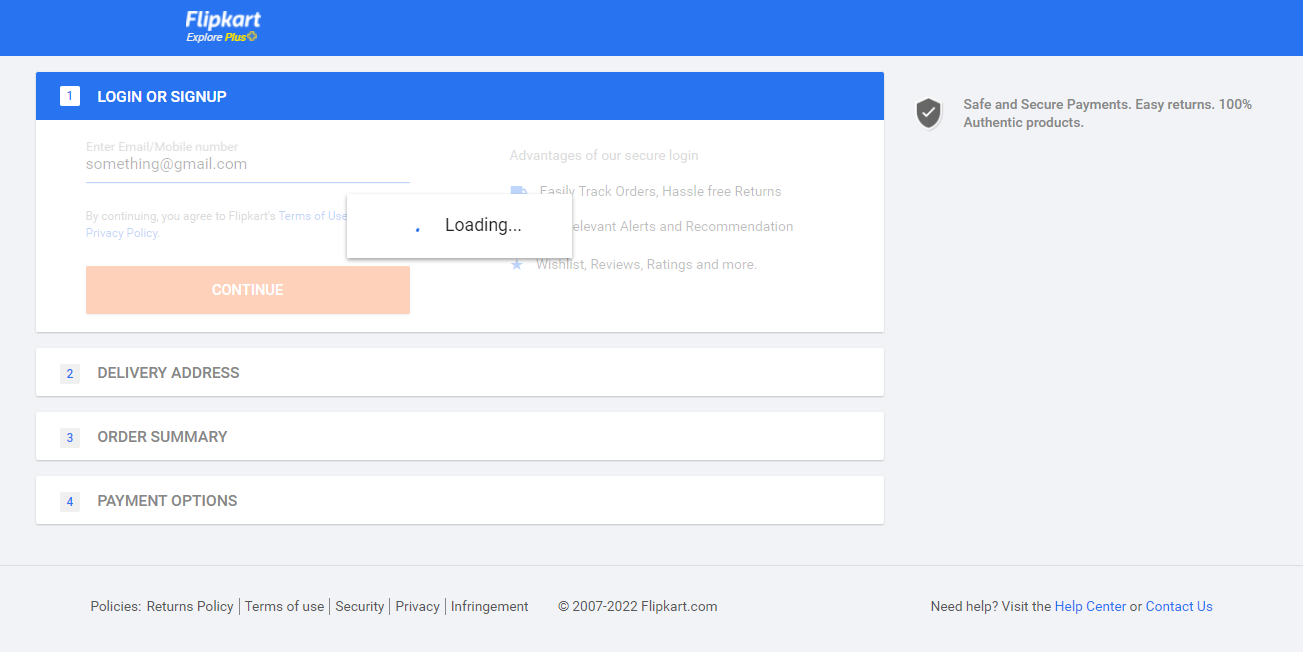 Flipkart
Explore Plus
1 LOGIN OR SIGNUP
Safe and Secure Payments. Easy returns. 100%
Authentic products.
Enter Email/Mobile number
something@gmail.com
By continuing, you agree to Flipkart's Terms of Use
Privacy Policy.
CONTINUE
Advantages of our secure login
Easily Track Orders, Hassle free Returns
Relevant Alerts and Recommendation
Wishlist, Reviews, Ratings and more.
Loading...
2 DELIVERY ADDRESS
3 ORDER SUMMARY
4 PAYMENT OPTIONS
Policies: Returns Policy | Terms of use | Security | Privacy | Infringement
© 2007-2022 Flipkart.com
Need help? Visit the Help Center or Contact Us